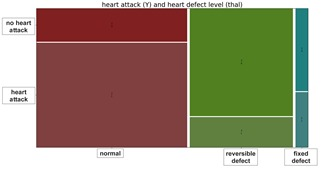 heart attack (Y) and heart defect level (thal)
no heart
attack
heart
attack
normal
reversible
defect
fixed
defect